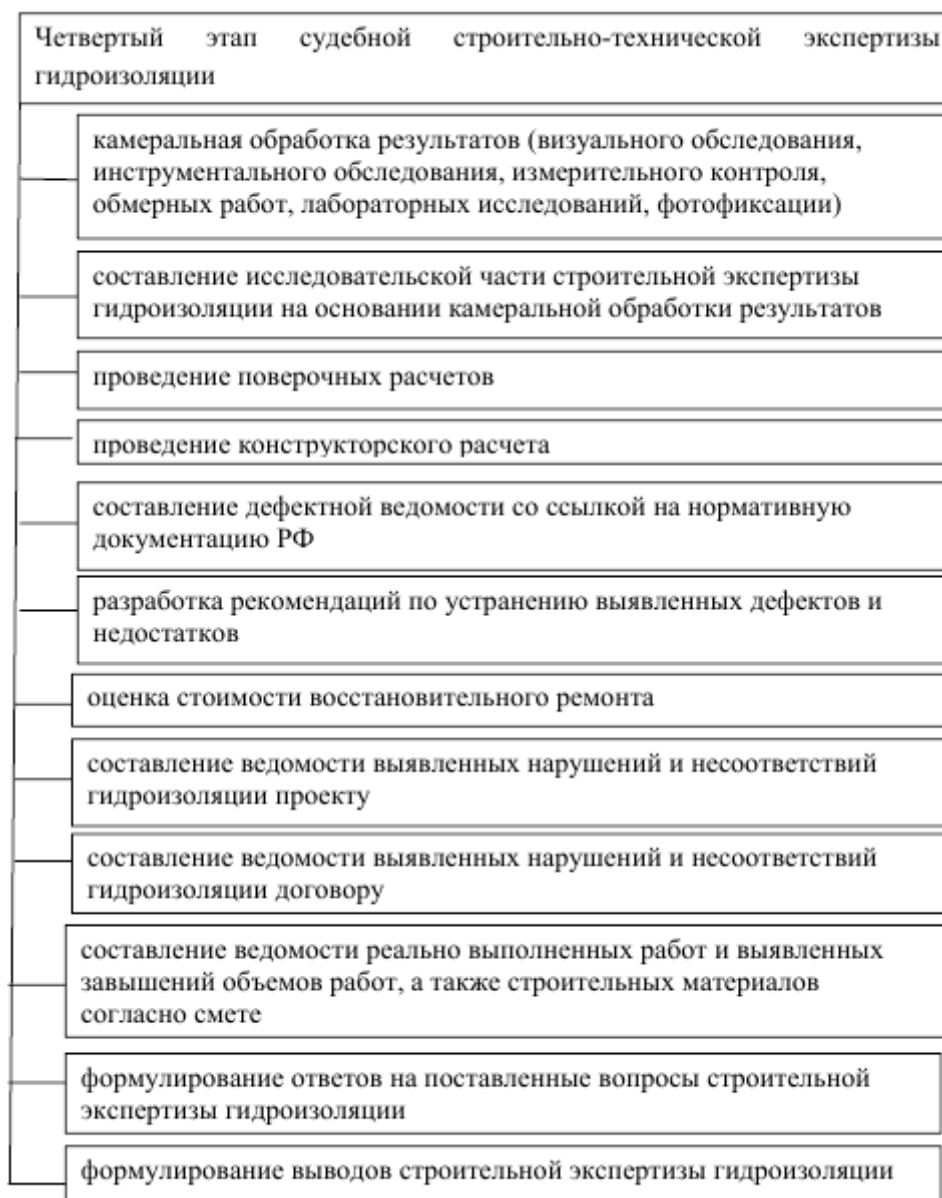 Четвертый этап судебной строительно-технической экспертизы
гидроизоляции
камеральная обработка результатов (визуального обследования,
инструментального обследования, измерительного контроля,
обмерных работ, лабораторных исследований, фотофиксации)
составление исследовательской части строительной экспертизы
гидроизоляции на основании камеральной обработки результатов
проведение поверочных расчетов
проведение конструкторского расчета
составление дефектной ведомости со ссылкой на нормативную
документацию РФ
разработка рекомендаций по устранению выявленных дефектов и
недостатков
оценка стоимости восстановительного ремонта
составление ведомости выявленных нарушений и несоответствий
гидроизоляции проекту
составление ведомости выявленных нарушений и несоответствий
гидроизоляции договору
составление ведомости реально выполненных работ и выявленных
завышений объемов работ, а также строительных материалов
согласно смете
формулирование ответов на поставленные вопросы строительной
экспертизы гидроизоляции
формулирование выводов строительной экспертизы гидроизоляции